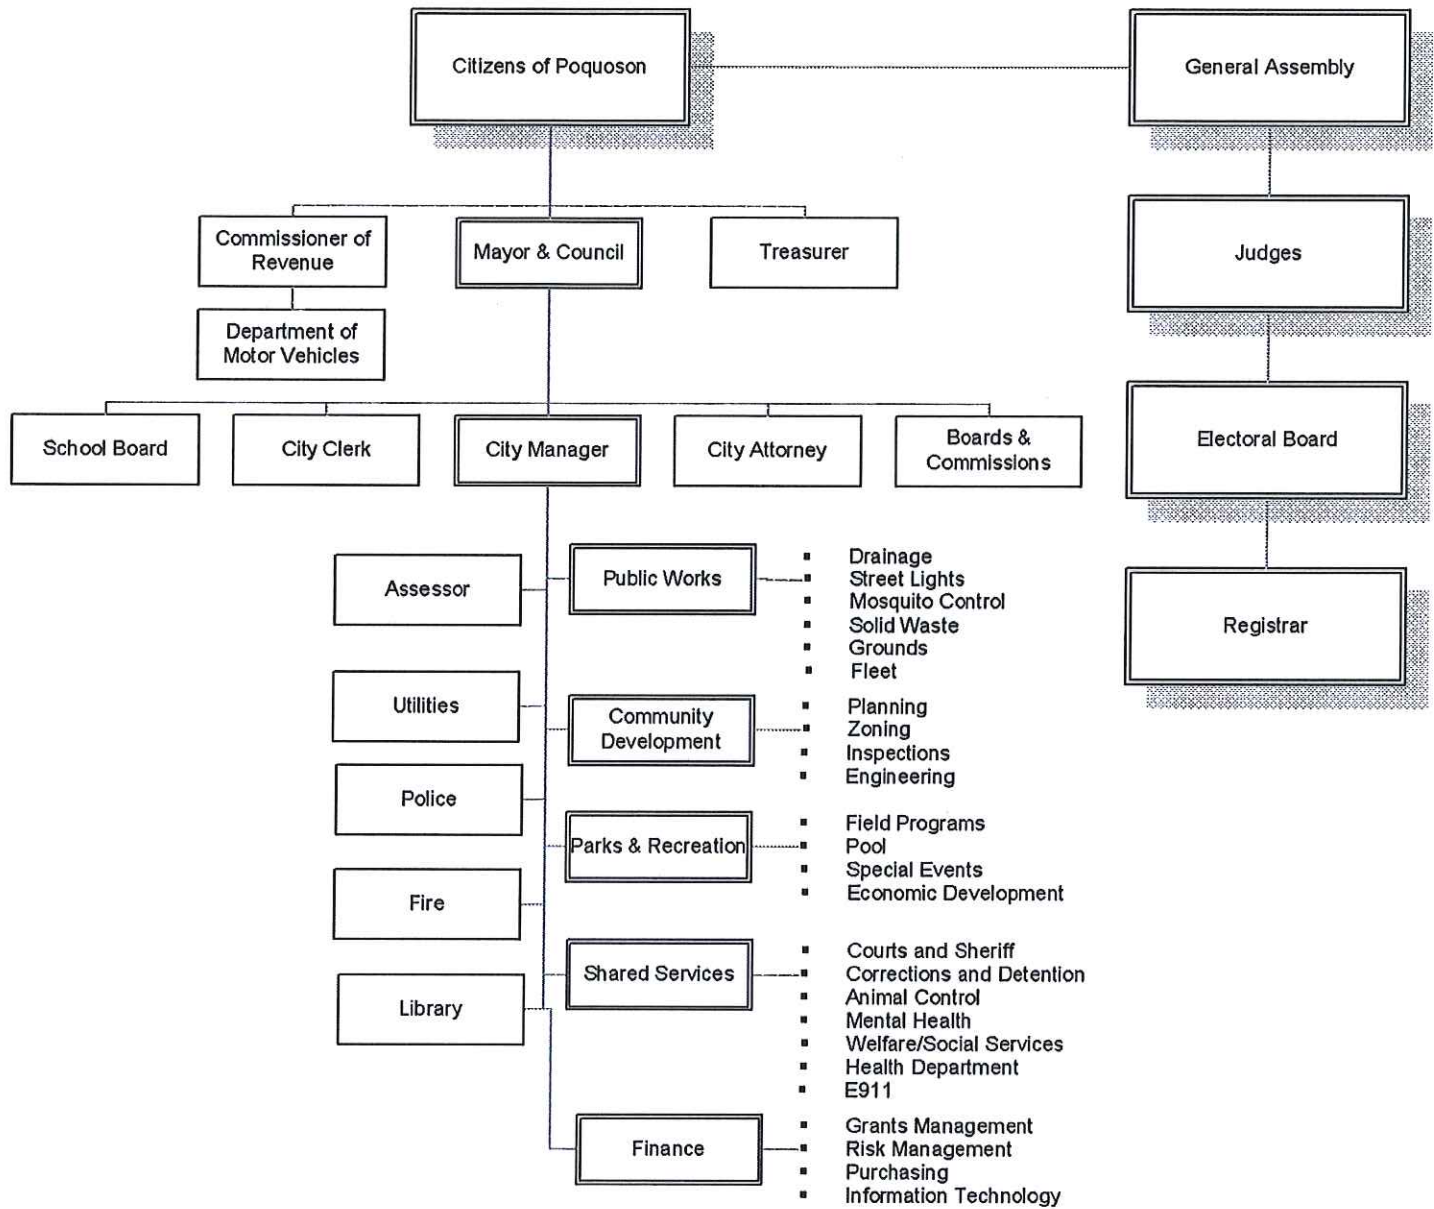 Citizens of Poquoson
General Assembly
Commissioner of
Revenue
Mayor & Council
Treasurer
Judges
Department of
Motor Vehicles
School Board
City Clerk
City Manager
City Attorney
Boards &
Commissions
Electoral Board
Registrar
Assessor
Utilities
Police
Fire
Library
Public Works
▪ Drainage
▪ Street Lights
▪ Mosquito Control
▪ Solid Waste
▪ Grounds
▪ Fleet
Community
Development
▪ Planning
▪ Zoning
▪ Inspections
▪ Engineering
Parks & Recreation
▪ Field Programs
▪ Pool
▪ Special Events
▪ Economic Development
Shared Services
▪ Courts and Sheriff
▪ Corrections and Detention
▪ Animal Control
▪ Mental Health
▪ Welfare/Social Services
▪ Health Department
▪ E911
Finance
▪ Grants Management
▪ Risk Management
▪ Purchasing
▪ Information Technology